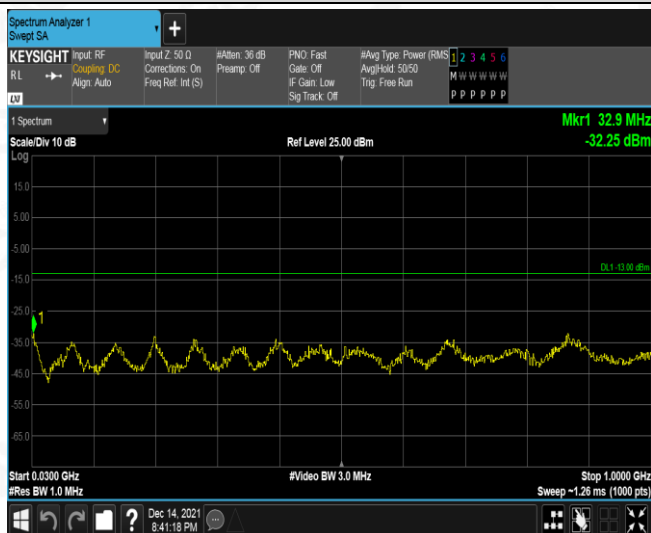 Spectrum Analyzer 1
Swept SA
+
KEYSIGHT Input: RF Input Z: 50 Ω #Atten: 36 dB PNO: Fast #Avg Type: Power (RMS 1 2 3 4 5 6
RL Coupling: DC Corrections: On Preamp: Off Gate: Off Avg|Hold: 50/50 M W W W W W
Align: Auto Freq Ref: Int (S) IF Gain: Low Trig: Free Run
Sig Track: Off P P P P P P
LXI
1 Spectrum Mkr1 32.9 MHz
Scale/Div 10 dB Ref Level 25.00 dBm -32.25 dBm
Log
15.0
5.00
-5.00
DL1 -13.00 dBm
-15.0
-25.0
1
-35.0
-45.0
-55.0
-65.0
Start 0.0300 GHz #Video BW 3.0 MHz Stop 1.0000 GHz
#Res BW 1.0 MHz Sweep ~1.26 ms (1000 pts)
? Dec 14, 2021
8:41:18 PM